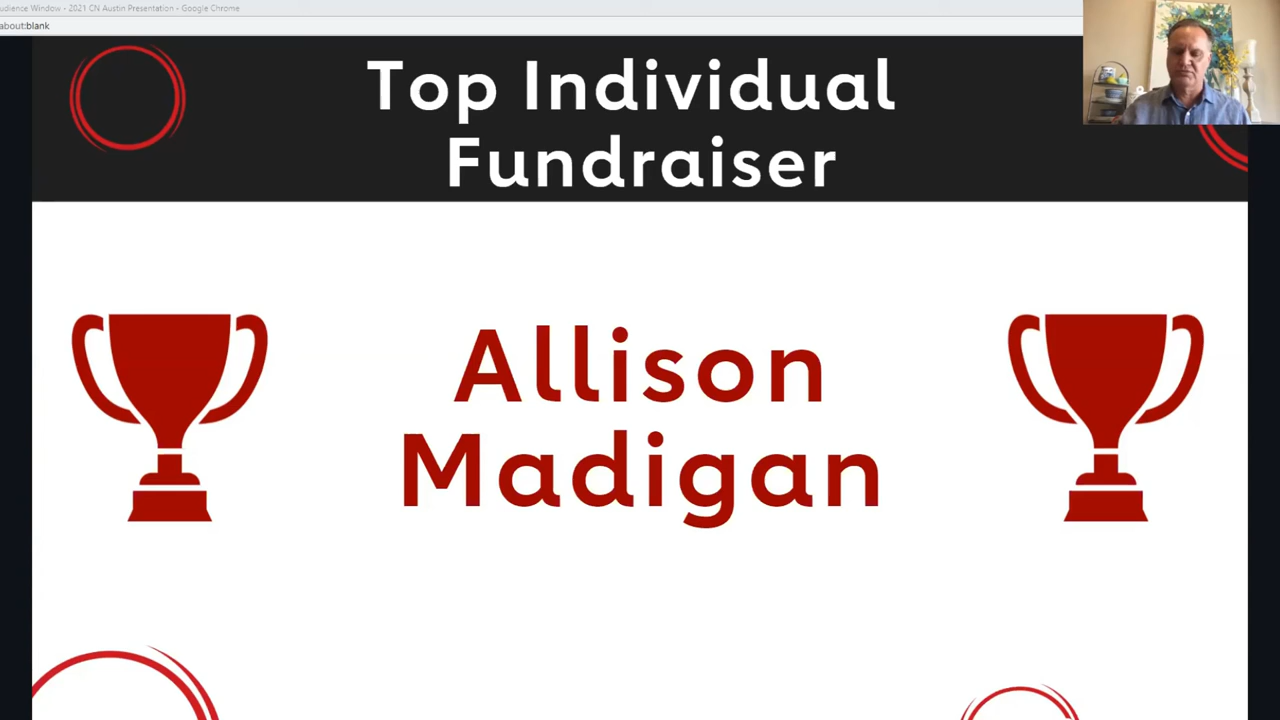 udience Window - 2021 CN Austin Presentation - Google Chrome
about:blank
Top Individual
Fundraiser
Allison
Madigan